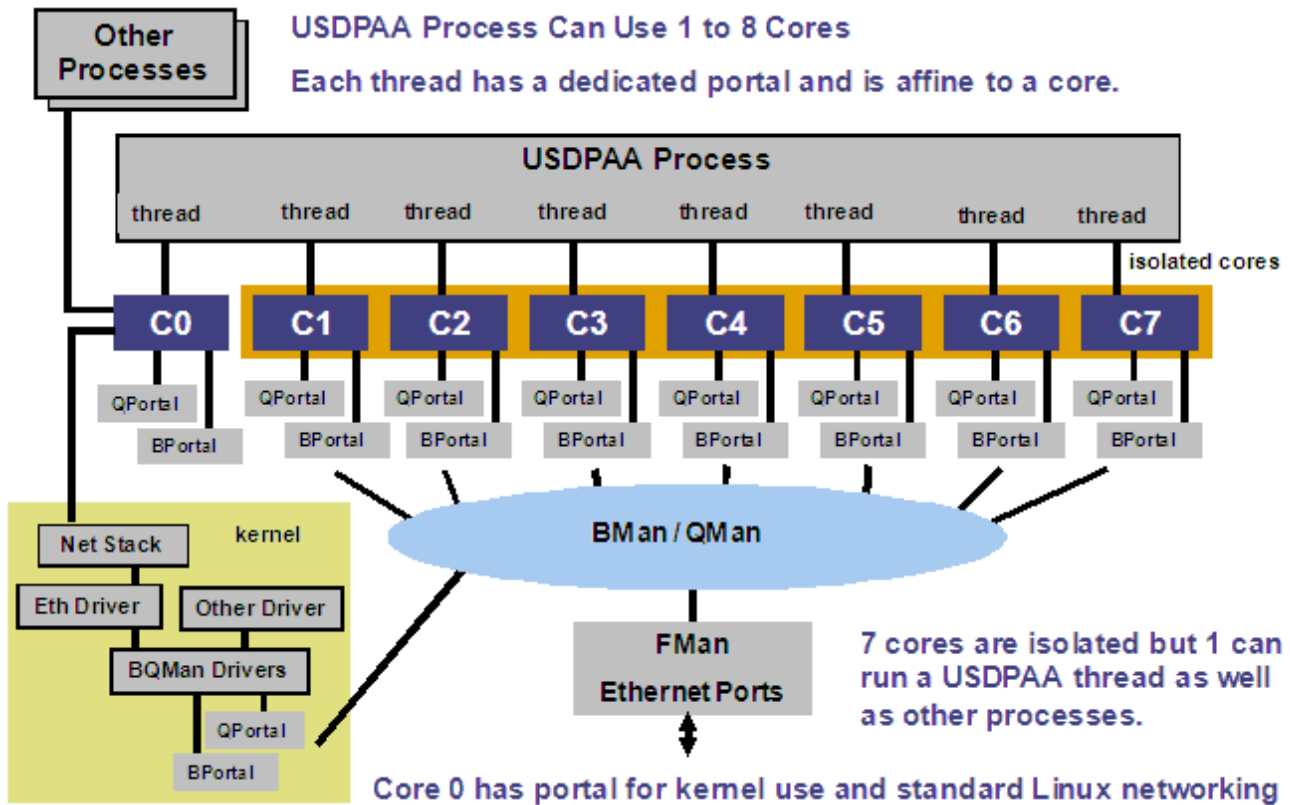 Other
Processes
USDPAA Process Can Use 1 to 8 Cores
Each thread has a dedicated portal and is affine to a core.
USDPAA Process
thread thread thread thread thread thread thread thread
isolated cores
C0 C1 C2 C3 C4 C5 C6 C7
QPortal QPortal QPortal QPortal QPortal QPortal QPortal QPortal
BPortal BPortal BPortal BPortal BPortal BPortal BPortal BPortal
kernel
Net Stack
Eth Driver Other Driver
BQMan Drivers
QPortal
BPortal
BMan / QMan
FMan
Ethernet Ports
7 cores are isolated but 1 can
run a USDPAA thread as well
as other processes.
Core 0 has portal for kernel use and standard Linux networking